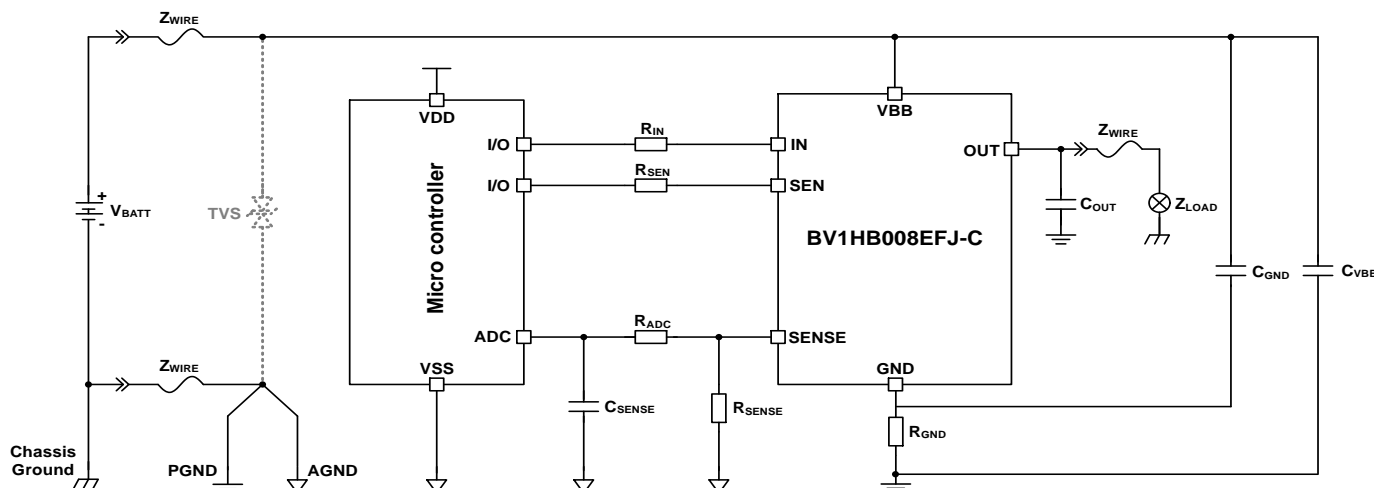 ZWIRE
VDD
VBB
I/O
RIN
IN
OUT
ZWIRE
I/O
RSEN
SEN
+
VBATT
-
TVS
Micro controller
COUT
ZLOAD
BV1HB008EFJ-C
CGND
CVBB
ZWIRE
ADC
RADC
SENSE
VSS
GND
CSENSE
RSENSE
RGND
Chassis
Ground
PGND
AGND